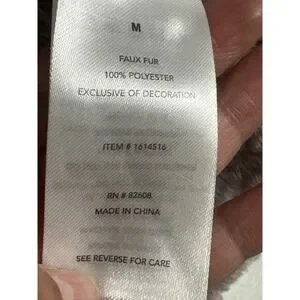 M
FAUX FUR
100% POLYESTER
EXCLUSIVE OF DECORATION
ITEM # 1614516
RN # 82608
MADE IN CHINA
SEE REVERSE FOR CARE